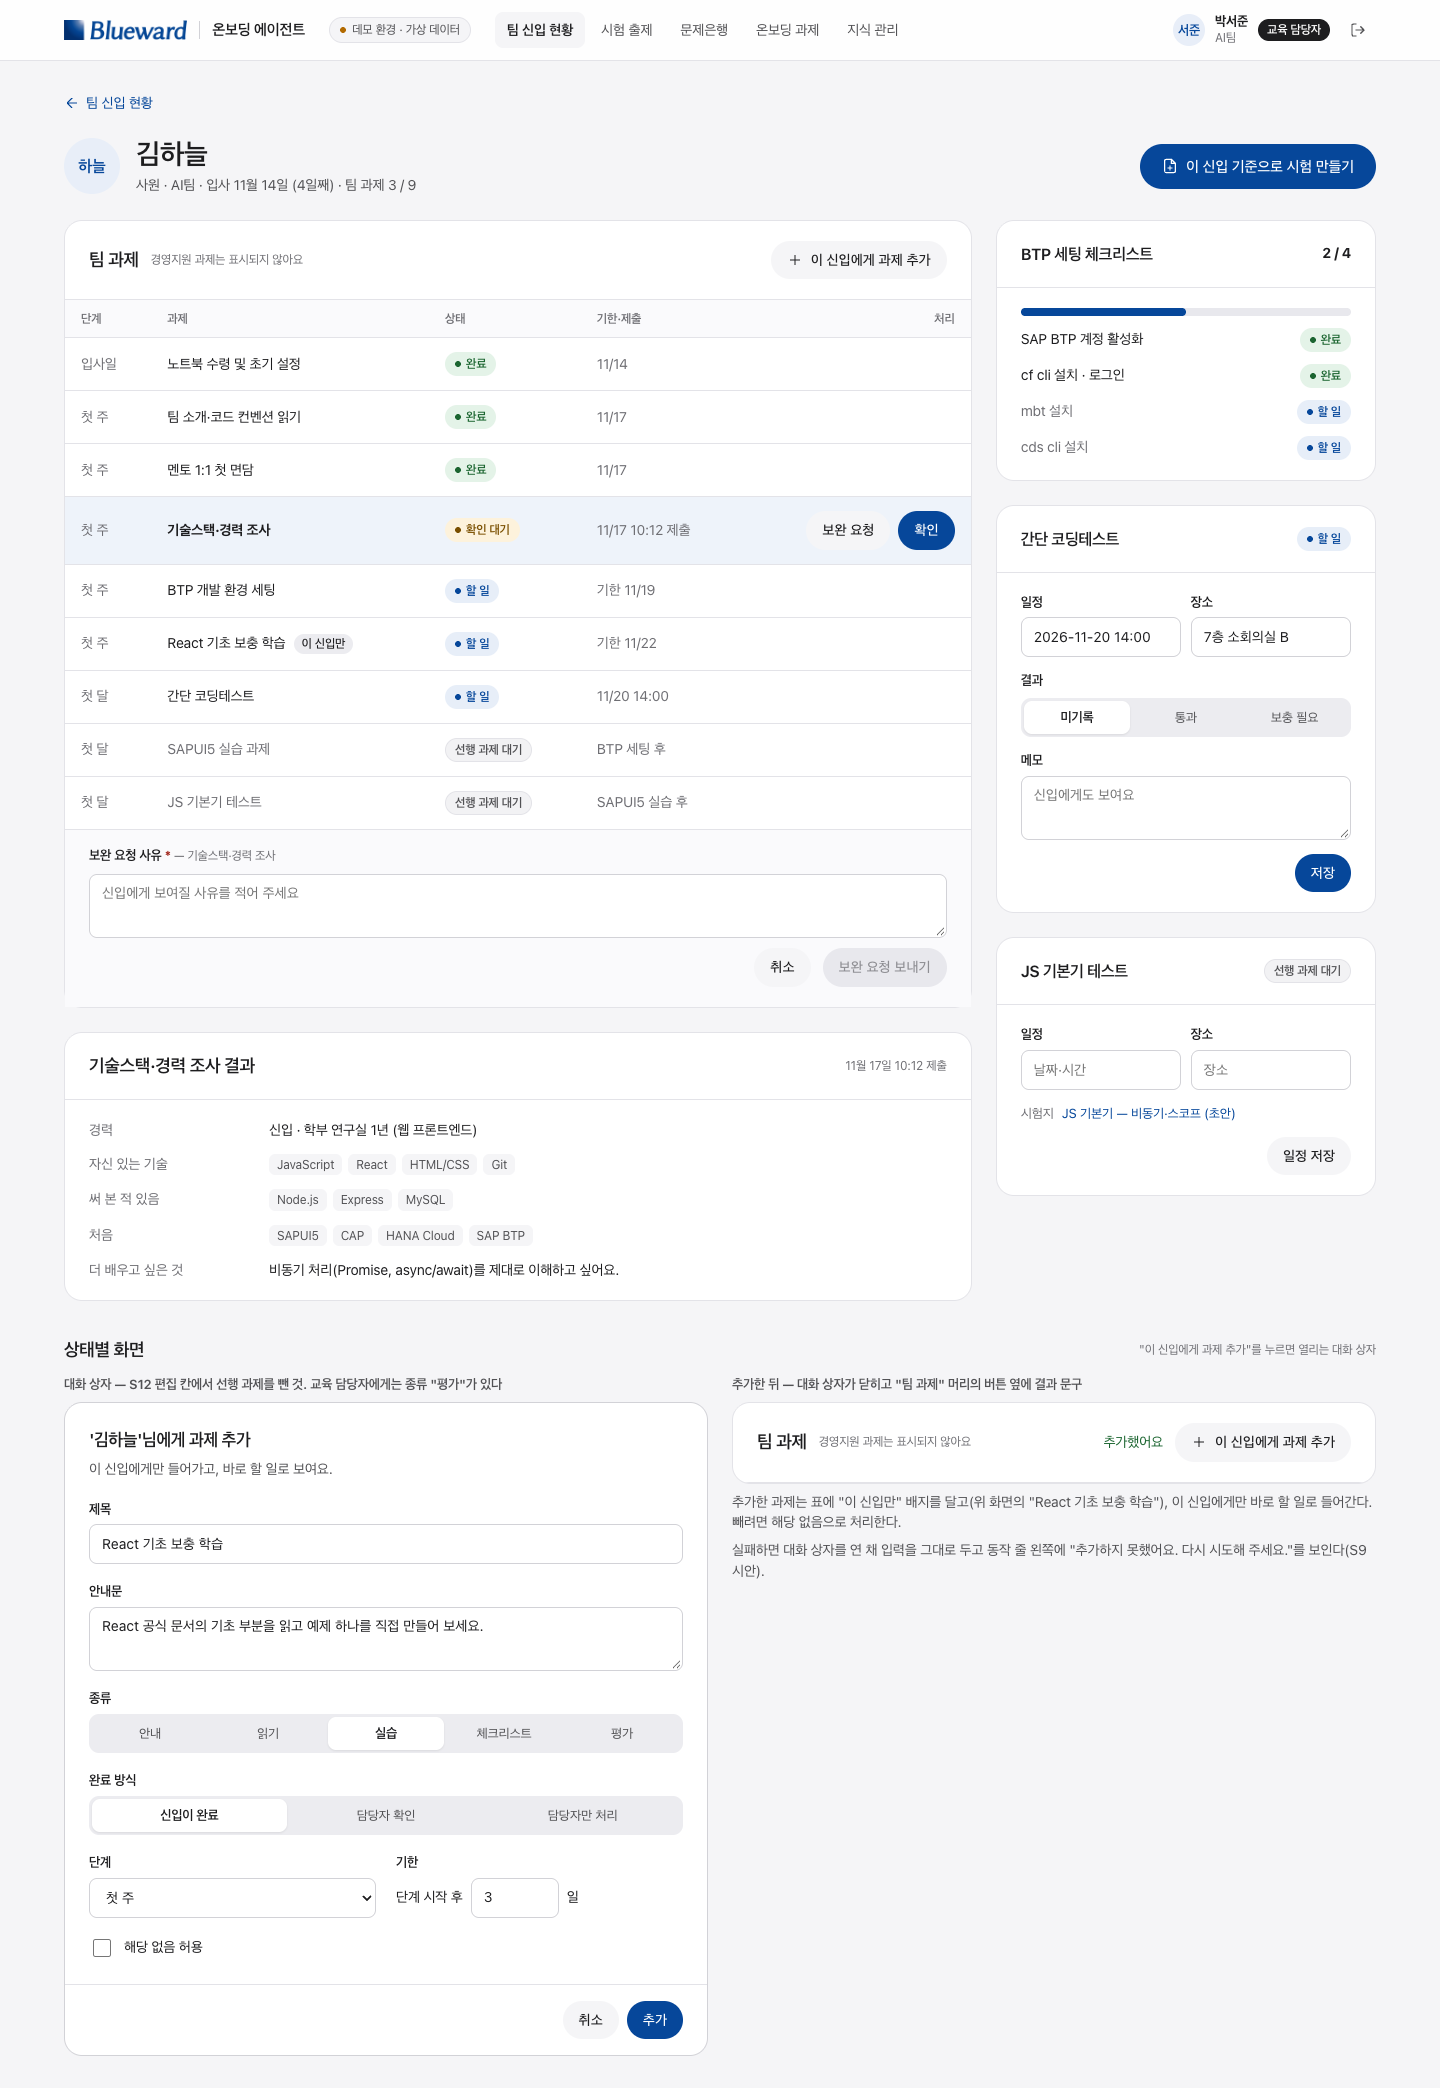 Blueward
온보딩 에이전트
데모 환경 · 가상 데이터
팀 신입 현황
시험 출제
문제은행
온보딩 과제
지식 관리
서준
박서준
AI팀
교육 담당자
팀 신입 현황
하늘
김하늘
사원 · AI팀 · 입사 11월 14일 (4일째) · 팀 과제 3 / 9
이 신입 기준으로 시험 만들기
팀 과제 경영지원 과제는 표시되지 않아요
이 신입에게 과제 추가
단계 과제 상태 기한·제출 처리
입사일 노트북 수령 및 초기 설정 완료 11/14
첫 주 팀 소개·코드 컨벤션 읽기 완료 11/17
첫 주 멘토 1:1 첫 면담 완료 11/17
첫 주 기술스택·경력 조사 확인 대기 11/17 10:12 제출 보완 요청 확인
첫 주 BTP 개발 환경 세팅 할 일 기한 11/19
첫 주 React 기초 보충 학습 이 신입만 할 일 기한 11/22
첫 달 간단 코딩테스트 할 일 11/20 14:00
첫 달 SAPUI5 실습 과제 선행 과제 대기 BTP 세팅 후
첫 달 JS 기본기 테스트 선행 과제 대기 SAPUI5 실습 후
보완 요청 사유 * — 기술스택·경력 조사
신입에게 보여질 사유를 적어 주세요
취소 보완 요청 보내기
기술스택·경력 조사 결과 11월 17일 10:12 제출
경력 신입 · 학부 연구실 1년 (웹 프론트엔드)
자신 있는 기술 JavaScript React HTML/CSS Git
써 본 적 있음 Node.js Express MySQL
처음 SAPUI5 CAP HANA Cloud SAP BTP
더 배우고 싶은 것 비동기 처리(Promise, async/await)를 제대로 이해하고 싶어요.
BTP 세팅 체크리스트 2 / 4
SAP BTP 계정 활성화 완료
cf cli 설치 · 로그인 완료
mbt 설치 할 일
cds cli 설치 할 일
간단 코딩테스트 할 일
일정 장소
2026-11-20 14:00 7층 소회의실 B
결과
미기록 통과 보충 필요
메모
신입에게도 보여요
저장
JS 기본기 테스트 선행 과제 대기
일정 장소
날짜·시간 장소
시험지 JS 기본기 — 비동기·스코프 (초안)
일정 저장
상태별 화면 "이 신입에게 과제 추가"를 누르면 열리는 대화 상자
대화 상자 — S12 편집 칸에서 선행 과제를 뺀 것. 교육 담당자에게는 종류 "평가"가 있다
'김하늘'님에게 과제 추가
이 신입에게만 들어가고, 바로 할 일로 보여요.
제목
React 기초 보충 학습
안내문
React 공식 문서의 기초 부분을 읽고 예제 하나를 직접 만들어 보세요.
종류
안내 읽기 실습 체크리스트 평가
완료 방식
신입이 완료 담당자 확인 담당자만 처리
단계 기한
첫 주 단계 시작 후 3 일
해당 없음 허용
취소 추가
추가한 뒤 — 대화 상자가 닫히고 "팀 과제" 머리의 버튼 옆에 결과 문구
팀 과제 경영지원 과제는 표시되지 않아요 추가했어요 이 신입에게 과제 추가
추가한 과제는 표에 "이 신입만" 배지를 달고(위 화면의 "React 기초 보충 학습"), 이 신입에게만 바로 할 일로 들어간다.
빼려면 해당 없음으로 처리한다.
실패하면 대화 상자를 연 채 입력을 그대로 두고 동작 줄 왼쪽에 "추가하지 못했어요. 다시 시도해 주세요."를 보인다(S9
시안).